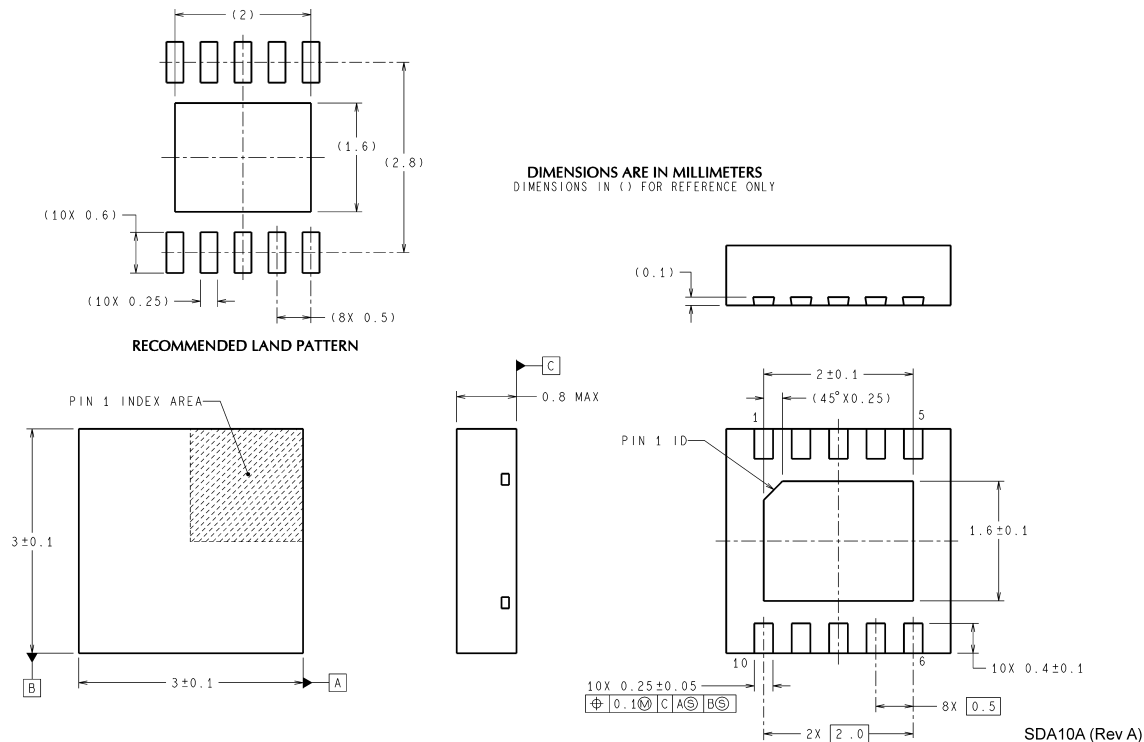 (2)
(1.6)
(2.8)
DIMENSIONS ARE IN MILLIMETERS
DIMENSIONS IN () FOR REFERENCE ONLY
(10X 0.6)
(10X 0.25)
(8X 0.5)
RECOMMENDED LAND PATTERN
(0.1)
PIN 1 INDEX AREA
3±0.1
B
3±0.1
A
C
0.8 MAX
2±0.1
(45°X0.25)
1
5
PIN 1 ID
1.6±0.1
10
6
10X 0.4±0.1
10X 0.25±0.05
⌖ 0.1Ⓜ C AⓈ BⓈ
8X 0.5
2X 2.0
SDA10A (Rev A)